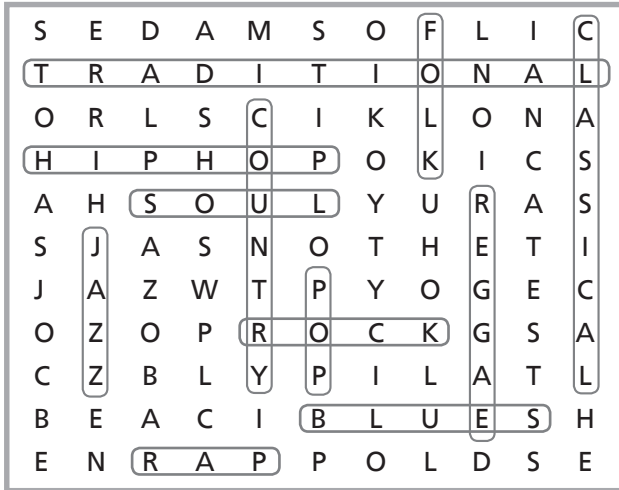 S E D A M S O F L I C
T R A D I T I O N A L
O R L S C I K L O N A
H I P H O P O K I C S
A H S O U L Y U R A S
S J A S N O T H E T I
J A Z W T P Y O G E C
O Z O P R O C K G S A
C Z B L Y P I L A T L
B E A C I B L U E S H
E N R A P P O L D S E